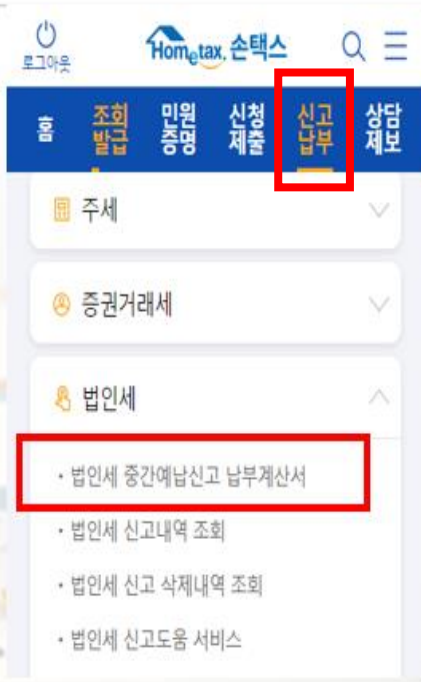 로그아웃
Hometax. 손택스
홈 조회발급 민원증명 신청제출 신고납부 상담제보
주세
증권거래세
법인세
· 법인세 중간예납신고 납부계산서
· 법인세 신고내역 조회
· 법인세 신고 삭제내역 조회
· 법인세 신고도움 서비스